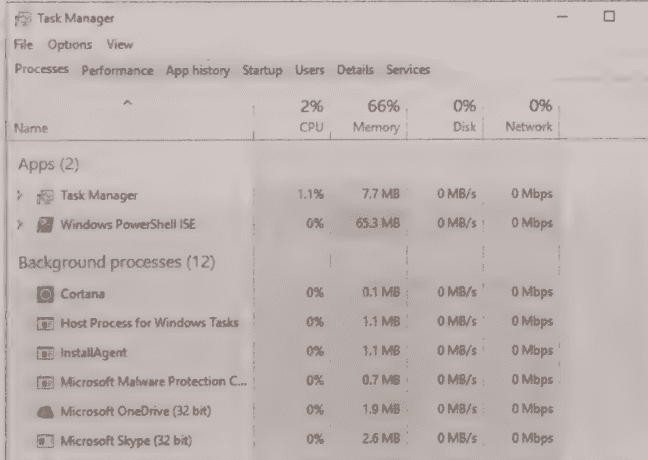 Task Manager
File Options View
Processes Performance App history Startup Users Details Services
2% 66% 0% 0%
Name CPU Memory Disk Network
Apps (2)
Task Manager 1.1% 7.7 MB 0 MB/s 0 Mbps
Windows PowerShell ISE 0% 65.3 MB 0 MB/s 0 Mbps
Background processes (12)
Cortana 0% 0.1 MB 0 MB/s 0 Mbps
Host Process for Windows Tasks 0% 1.1 MB 0 MB/s 0 Mbps
InstallAgent 0% 1.1 MB 0 MB/s 0 Mbps
Microsoft Malware Protection C... 0% 0.7 MB 0 MB/s 0 Mbps
Microsoft OneDrive (32 bit) 0% 1.9 MB 0 MB/s 0 Mbps
Microsoft Skype (32 bit) 0% 2.6 MB 0 MB/s 0 Mbps